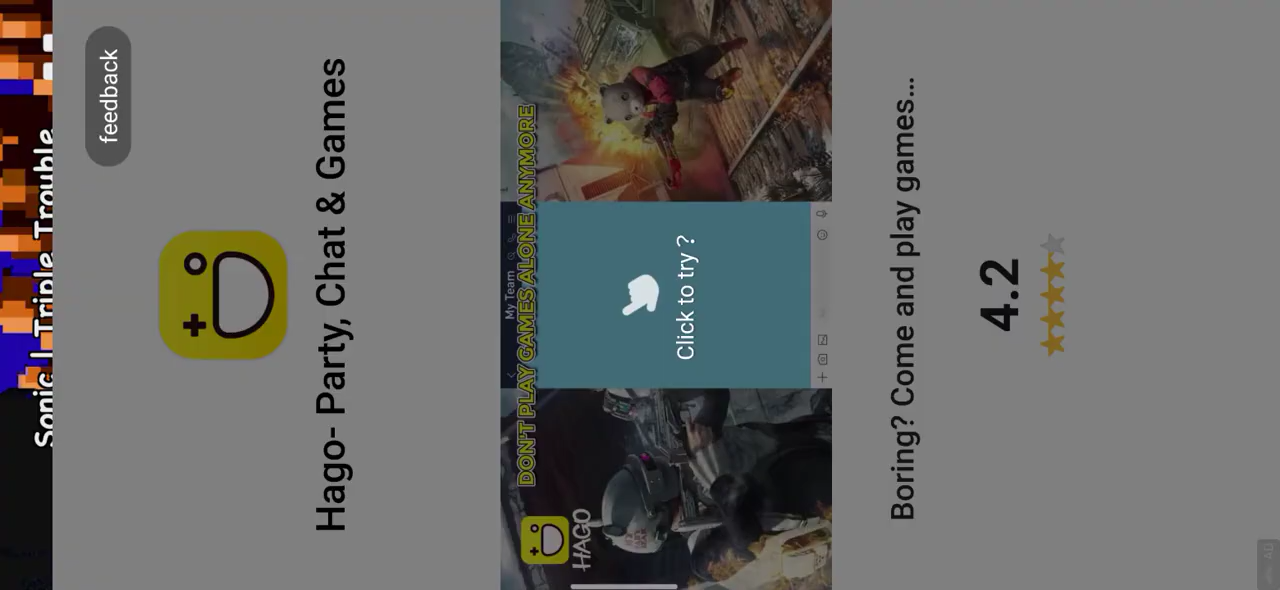 Sonic | Triple Trouble
feedback
Hago- Party, Chat & Games
My Team
DON'T PLAY GAMES ALONE ANYMORE
Click to try ?
HAGO
Boring? Come and play games...
4.2
AD